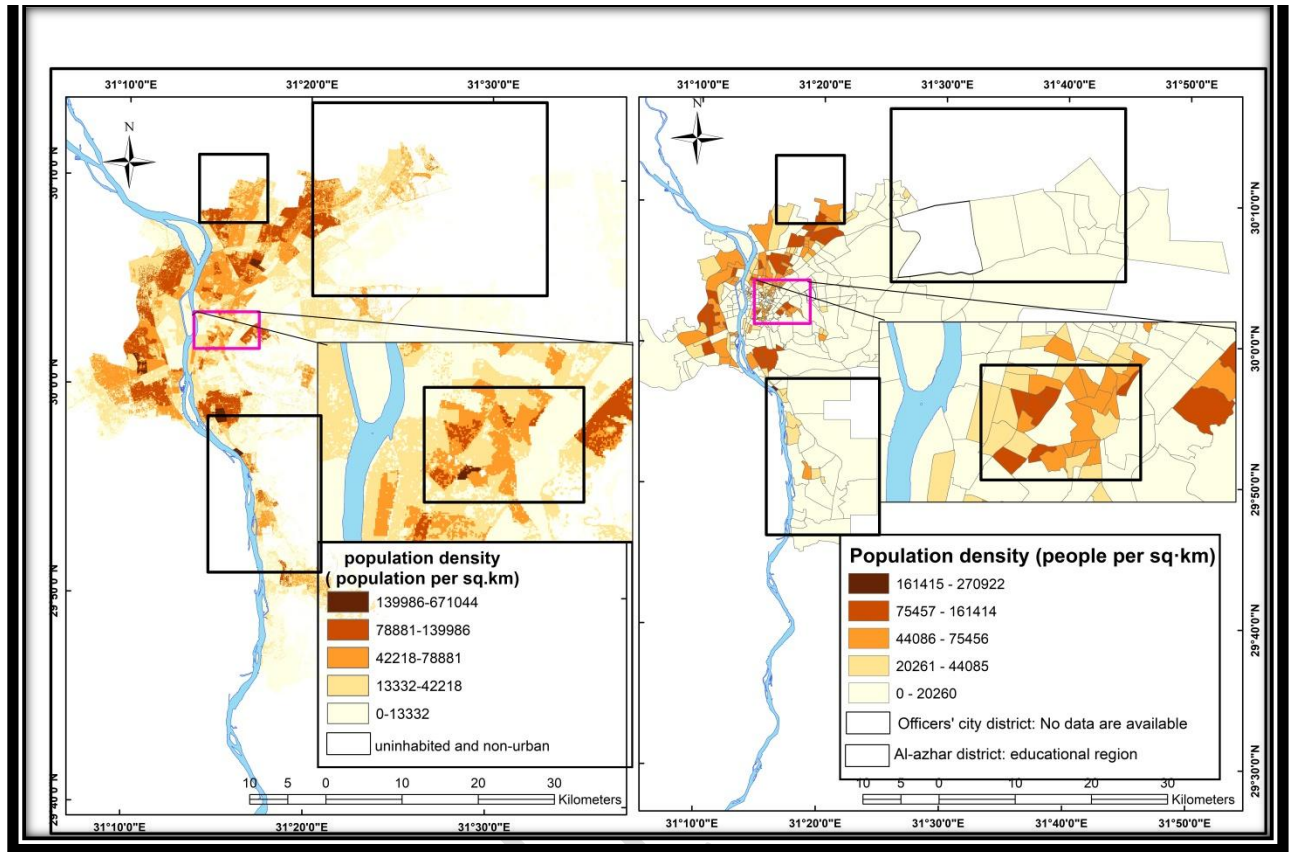 31°10'0"E 31°20'0"E 31°30'0"E
N
30°10'0"N
30°0'0"N
29°50'0"N
29°40'0"N
population density
( population per sq.km)
139986-671044
78881-139986
42218-78881
13332-42218
0-13332
uninhabited and non-urban
10 5 0 10 20 30
Kilometers
31°10'0"E 31°20'0"E 31°30'0"E
31°10'0"E 31°20'0"E 31°30'0"E 31°40'0"E 31°50'0"E
N
30°10'0"N
30°0'0"N
29°50'0"N
29°40'0"N
29°30'0"N
Population density (people per sq·km)
161415 - 270922
75457 - 161414
44086 - 75456
20261 - 44085
0 - 20260
Officers' city district: No data are available
Al-azhar district: educational region
10 5 0 10 20 30
Kilometers
31°10'0"E 31°20'0"E 31°30'0"E 31°40'0"E 31°50'0"E